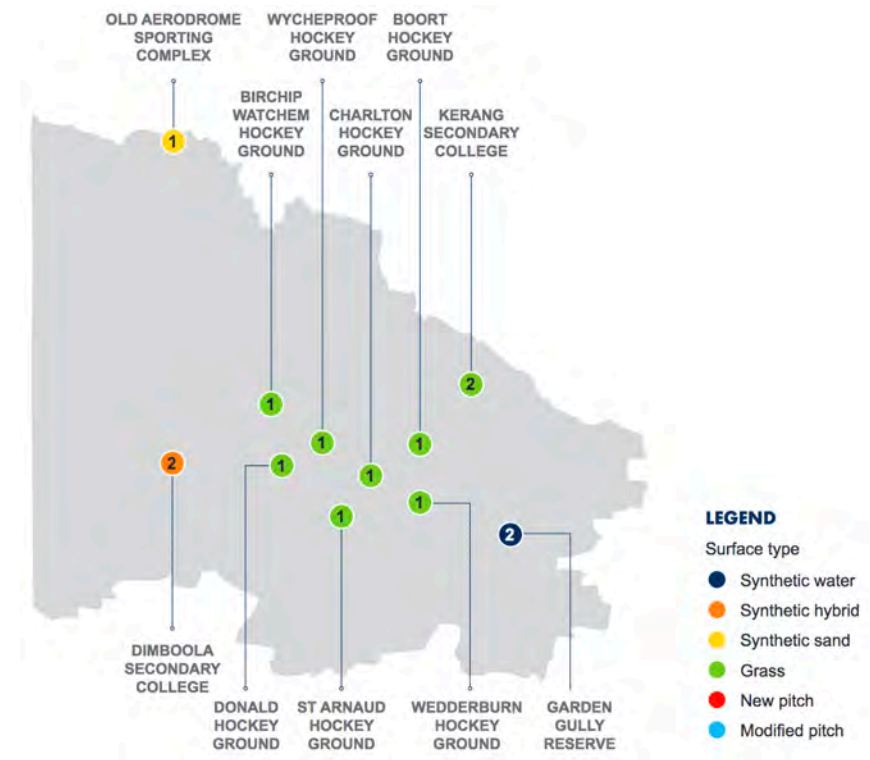 OLD AERODROME
SPORTING
COMPLEX
WYCHEPROOF
HOCKEY
GROUND
BOORT
HOCKEY
GROUND
BIRCHIP
WATCHEM
HOCKEY
GROUND
CHARLTON
HOCKEY
GROUND
KERANG
SECONDARY
COLLEGE
1
2
1
1
1
2
1
1
1
1
2
DIMBOOLA
SECONDARY
COLLEGE
DONALD
HOCKEY
GROUND
ST ARNAUD
HOCKEY
GROUND
WEDDERBURN
HOCKEY
GROUND
GARDEN
GULLY
RESERVE
LEGEND
Surface type
Synthetic water
Synthetic hybrid
Synthetic sand
Grass
New pitch
Modified pitch